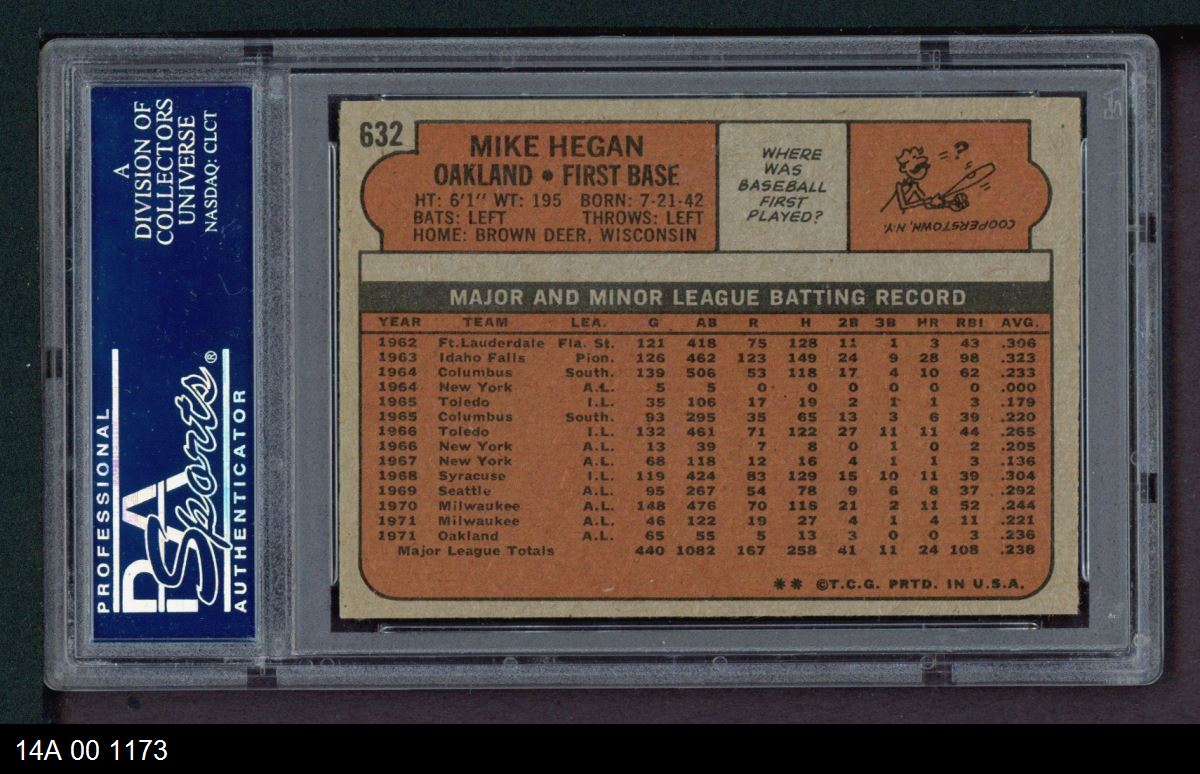 A
DIVISION OF
COLLECTORS
UNIVERSE
NASDAQ: CLCT
PROFESSIONAL
PSA
Sports®
AUTHENTICATOR
632
MIKE HEGAN
OAKLAND • FIRST BASE
HT: 6'1" WT: 195 BORN: 7-21-42
BATS: LEFT THROWS: LEFT
HOME: BROWN DEER, WISCONSIN
WHERE
WAS
BASEBALL
FIRST
PLAYED?
= ?
COOPERSTOWN, N.Y.
MAJOR AND MINOR LEAGUE BATTING RECORD
YEAR TEAM LEA. G AB R H 2B 3B HR RBI AVG.
1962 Ft.Lauderdale Fla. St. 121 418 75 128 11 1 3 43 .306
1963 Idaho Falls Pion. 126 462 123 149 24 9 28 98 .323
1964 Columbus South. 139 506 53 118 17 4 10 62 .233
1964 New York A.L. 5 5 0 0 0 0 0 0 .000
1965 Toledo I.L. 35 106 17 19 2 1 1 3 .179
1965 Columbus South. 93 295 35 65 13 3 6 39 .220
1966 Toledo I.L. 132 461 71 122 27 11 11 44 .265
1966 New York A.L. 13 39 7 8 0 1 0 2 .205
1967 New York A.L. 68 118 12 16 4 1 1 3 .136
1968 Syracuse I.L. 119 424 83 129 15 10 11 39 .304
1969 Seattle A.L. 95 267 54 78 9 6 8 37 .292
1970 Milwaukee A.L. 148 476 70 116 21 2 11 52 .244
1971 Milwaukee A.L. 46 122 19 27 4 1 4 11 .221
1971 Oakland A.L. 65 55 5 13 3 0 0 3 .236
Major League Totals 440 1082 167 258 41 11 24 108 .238
** ©T.C.G. PRTD. IN U.S.A.
14A 00 1173